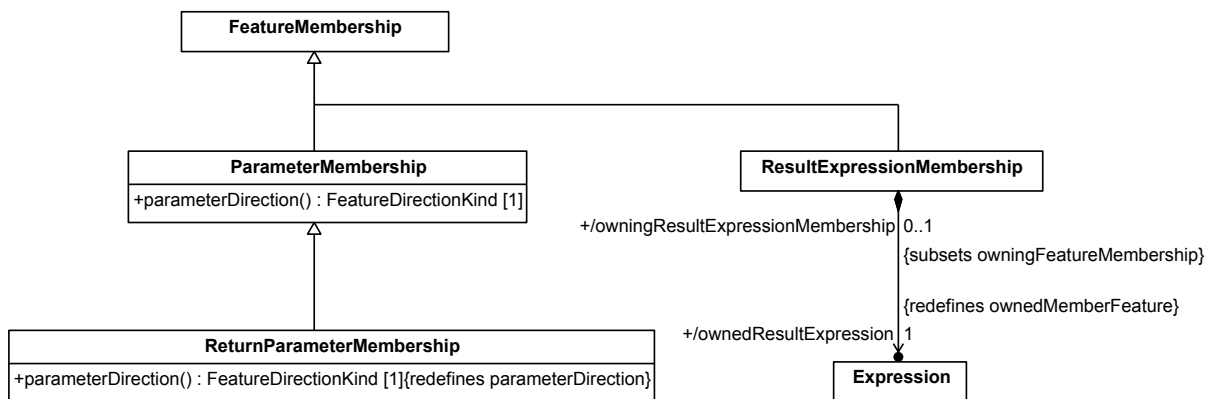 FeatureMembership
ParameterMembership
+parameterDirection() : FeatureDirectionKind [1]
ResultExpressionMembership
+/owningResultExpressionMembership 0..1
{subsets owningFeatureMembership}
{redefines ownedMemberFeature}
+/ownedResultExpression 1
ReturnParameterMembership
+parameterDirection() : FeatureDirectionKind [1]{redefines parameterDirection}
Expression